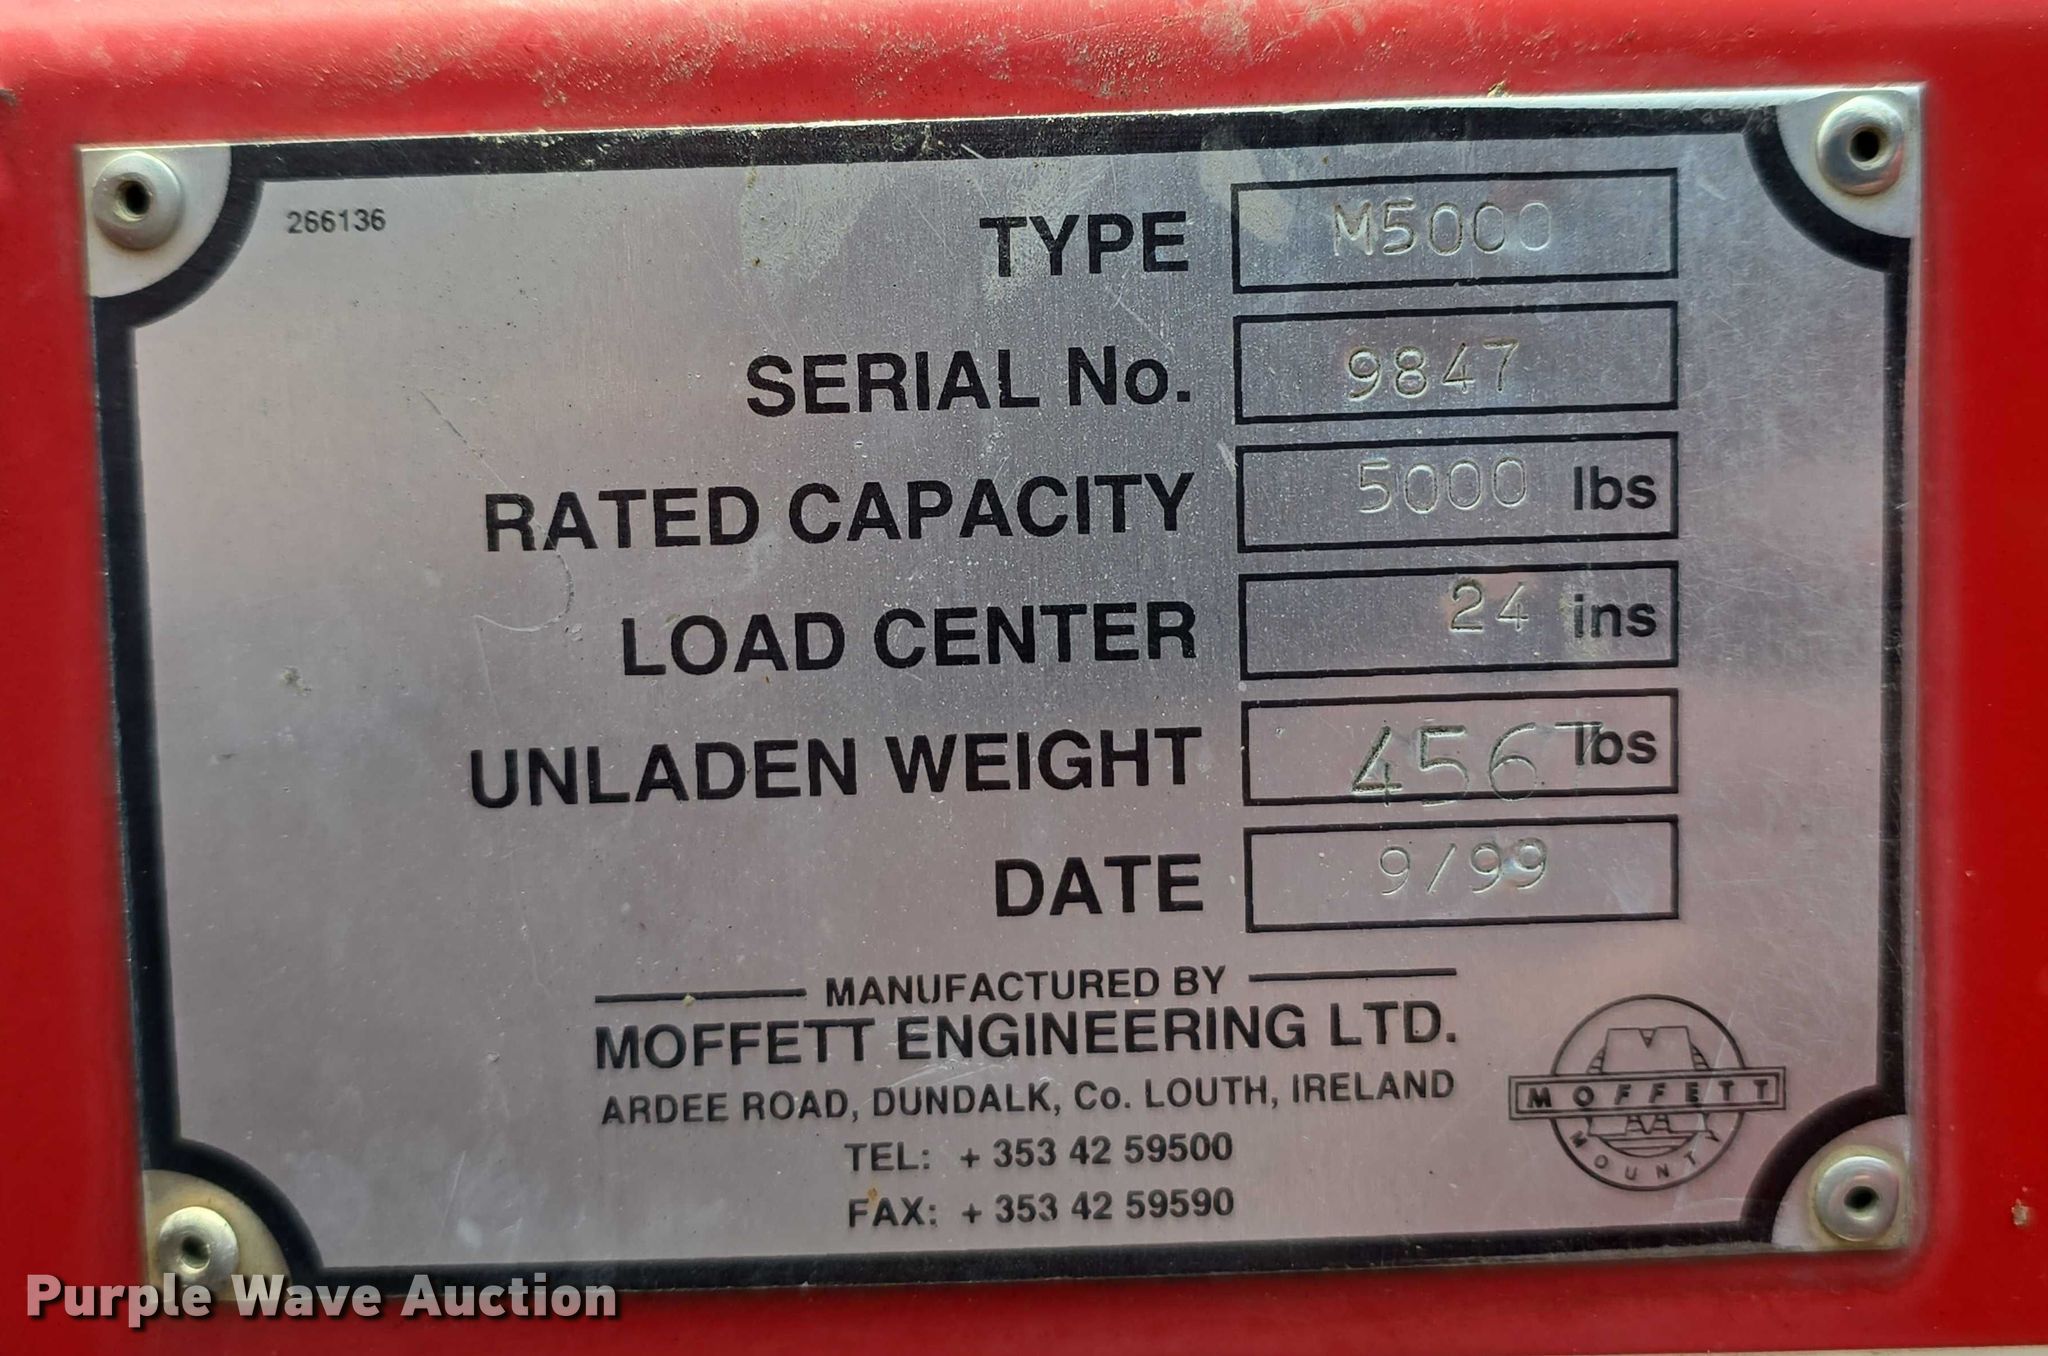 266136
TYPE M5000
SERIAL No. 9847
RATED CAPACITY 5000 lbs
LOAD CENTER 24 ins
UNLADEN WEIGHT 4567 lbs
DATE 9/99
MANUFACTURED BY
MOFFETT ENGINEERING LTD.
ARDEE ROAD, DUNDALK, Co. LOUTH, IRELAND
TEL: + 353 42 59500
FAX: + 353 42 59590
MOFFETT
MOUNTY
Purple Wave Auction